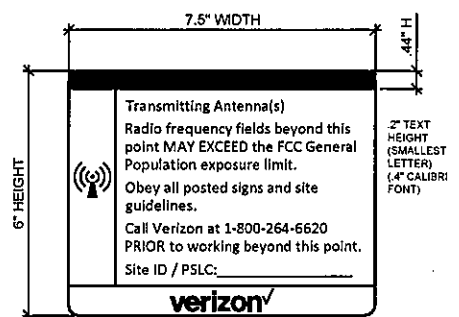 7.5" WIDTH
.44" H
6" HEIGHT
Transmitting Antenna(s)
Radio frequency fields beyond this
point MAY EXCEED the FCC General
Population exposure limit.
Obey all posted signs and site
guidelines.
Call Verizon at 1-800-264-6620
PRIOR to working beyond this point.
Site ID / PSLC:____________________
verizon✓
.2" TEXT
HEIGHT
(SMALLEST
LETTER)
(.4" CALIBRI
FONT)